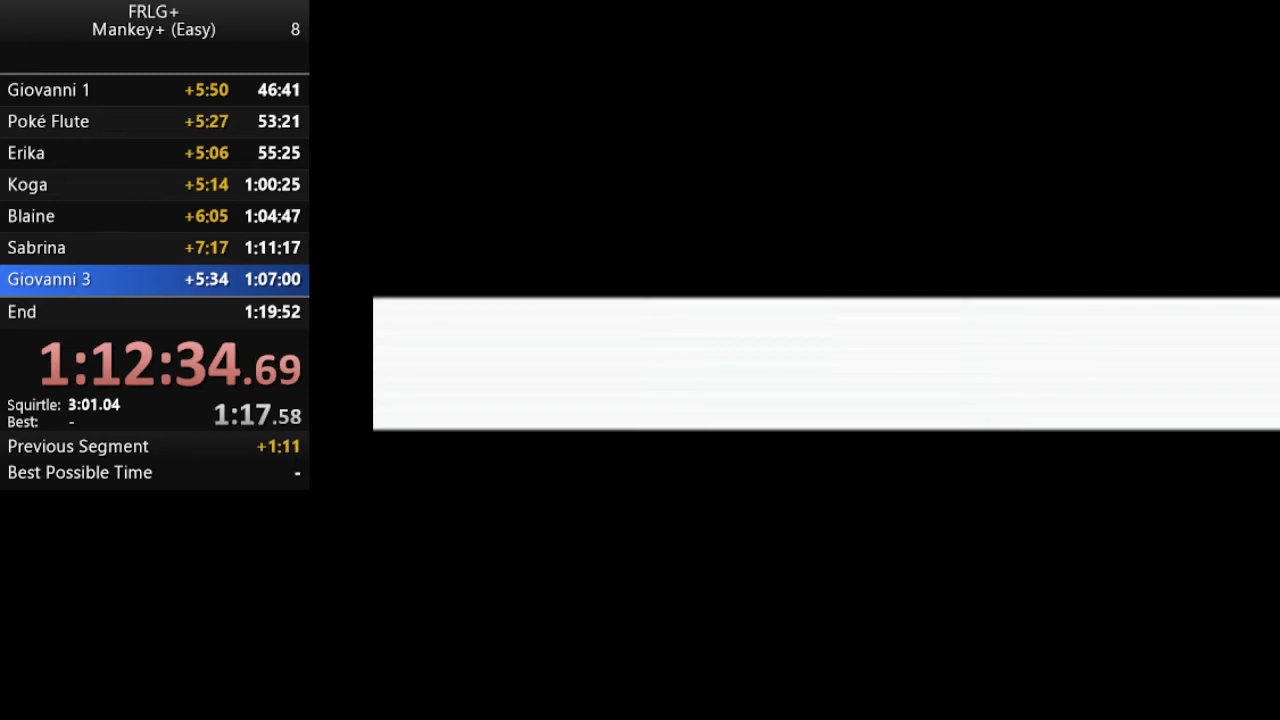 FRLG+
Mankey+ (Easy) 8
Giovanni 1 +5:50 46:41
Poké Flute +5:27 53:21
Erika +5:06 55:25
Koga +5:14 1:00:25
Blaine +6:05 1:04:47
Sabrina +7:17 1:11:17
Giovanni 3 +5:34 1:07:00
End 1:19:52
1:12:34.69
Squirtle: 3:01.04 1:17.58
Best: -
Previous Segment +1:11
Best Possible Time -